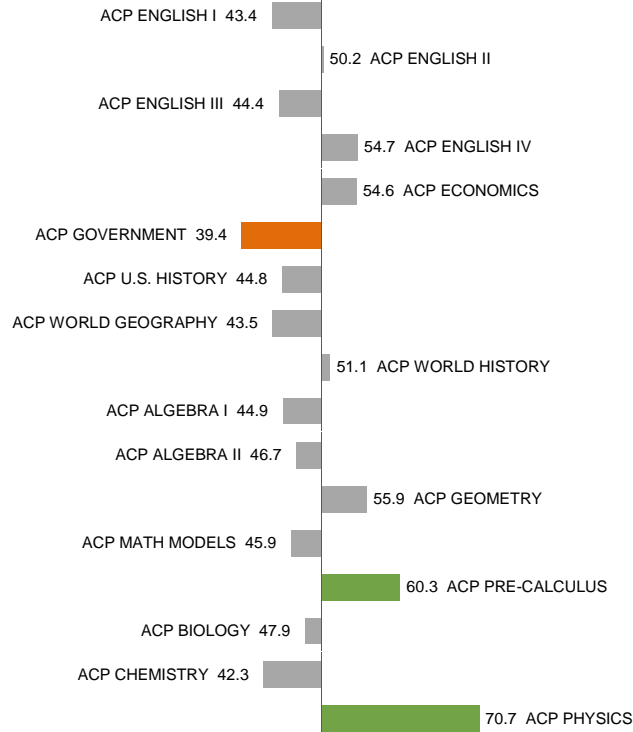 ACP ENGLISH I 43.4
50.2 ACP ENGLISH II
ACP ENGLISH III 44.4
54.7 ACP ENGLISH IV
54.6 ACP ECONOMICS
ACP GOVERNMENT 39.4
ACP U.S. HISTORY 44.8
ACP WORLD GEOGRAPHY 43.5
51.1 ACP WORLD HISTORY
ACP ALGEBRA I 44.9
ACP ALGEBRA II 46.7
55.9 ACP GEOMETRY
ACP MATH MODELS 45.9
60.3 ACP PRE-CALCULUS
ACP BIOLOGY 47.9
ACP CHEMISTRY 42.3
70.7 ACP PHYSICS